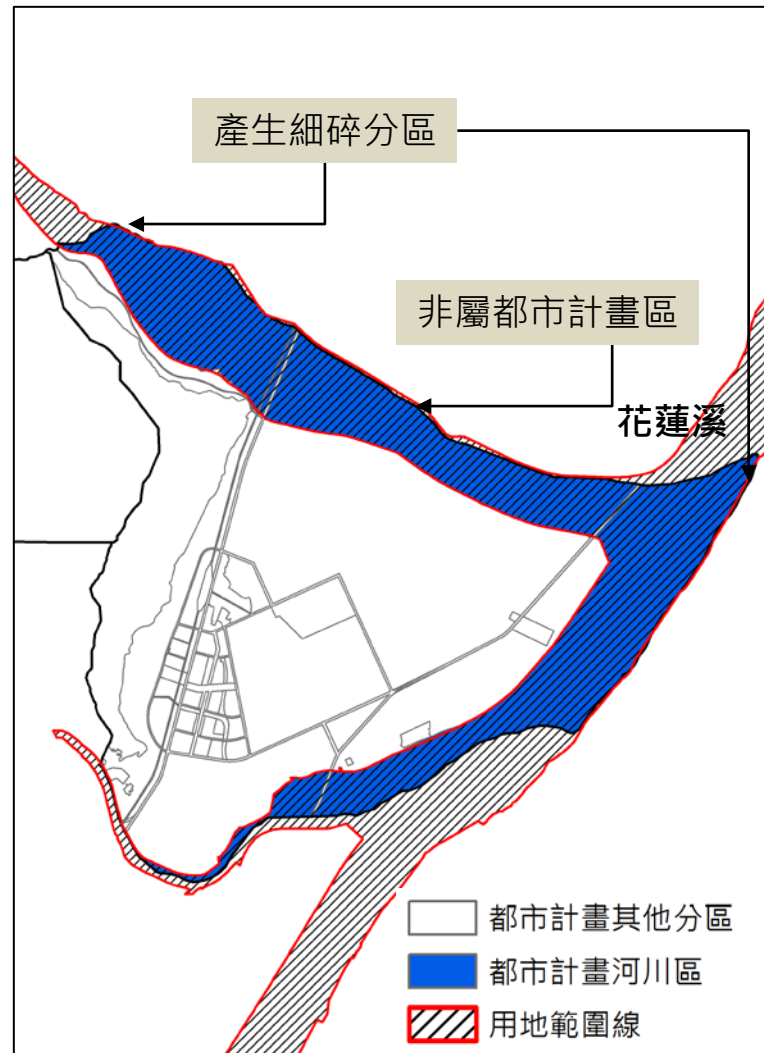 產生細碎分區
非屬都市計畫區
花蓮溪
都市計畫其他分區
都市計畫河川區
用地範圍線